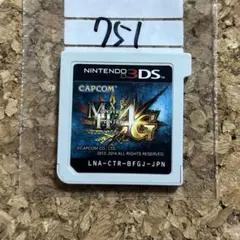 751
NINTENDO 3DS
CAPCOM
MH4G
©CAPCOM CO., LTD.
2013, 2014 ALL RIGHTS RESERVED.
LNA-CTR-BFGJ-JPN